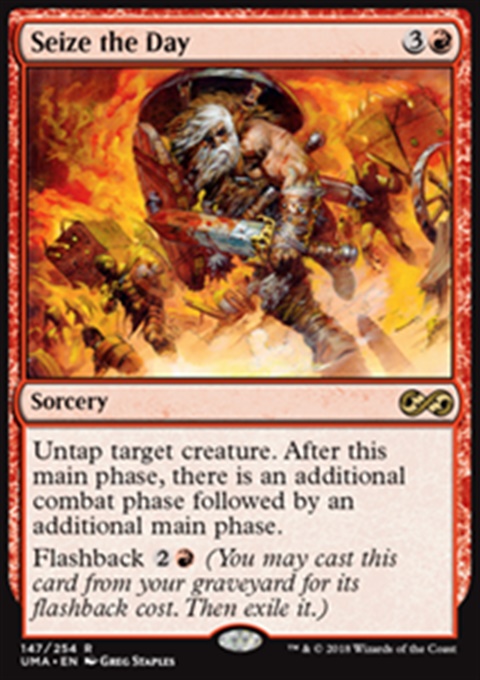 Seize the Day 3
Sorcery
Untap target creature. After this
main phase, there is an additional
combat phase followed by an
additional main phase.
Flashback 2 (You may cast this
card from your graveyard for its
flashback cost. Then exile it.)
147/254 R
UMA • EN Greg Staples
™ & © 2018 Wizards of the Coast